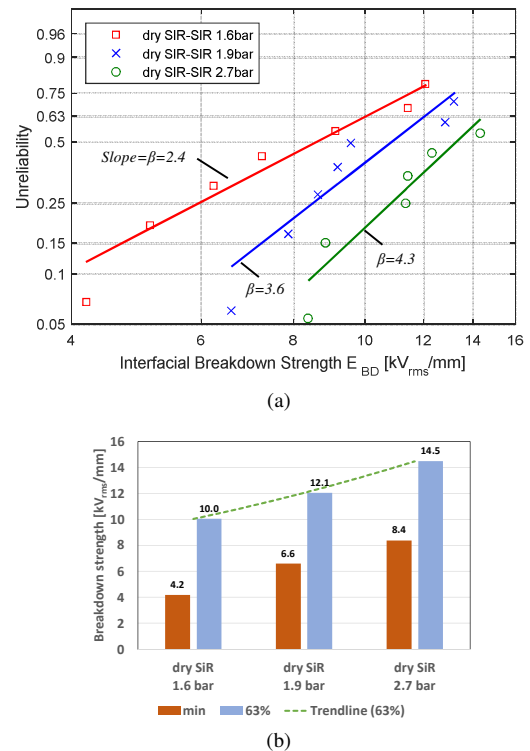 (a)
dry SIR-SIR 1.6bar
dry SIR-SIR 1.9bar
dry SIR-SIR 2.7bar
Unreliability
0.96
0.9
0.75
0.63
0.5
0.25
0.15
0.1
0.05
Slope=β=2.4
β=3.6
β=4.3
4 6 8 10 12 14 16
Interfacial Breakdown Strength E BD [kVrms/mm]
(a)
Breakdown strength [kVrms/mm]
16
14
12
10
8
6
4
2
0
4.2
10.0
6.6
12.1
8.4
14.5
dry SiR dry SiR dry SiR
1.6 bar 1.9 bar 2.7 bar
min 63% Trendline (63%)
(b)